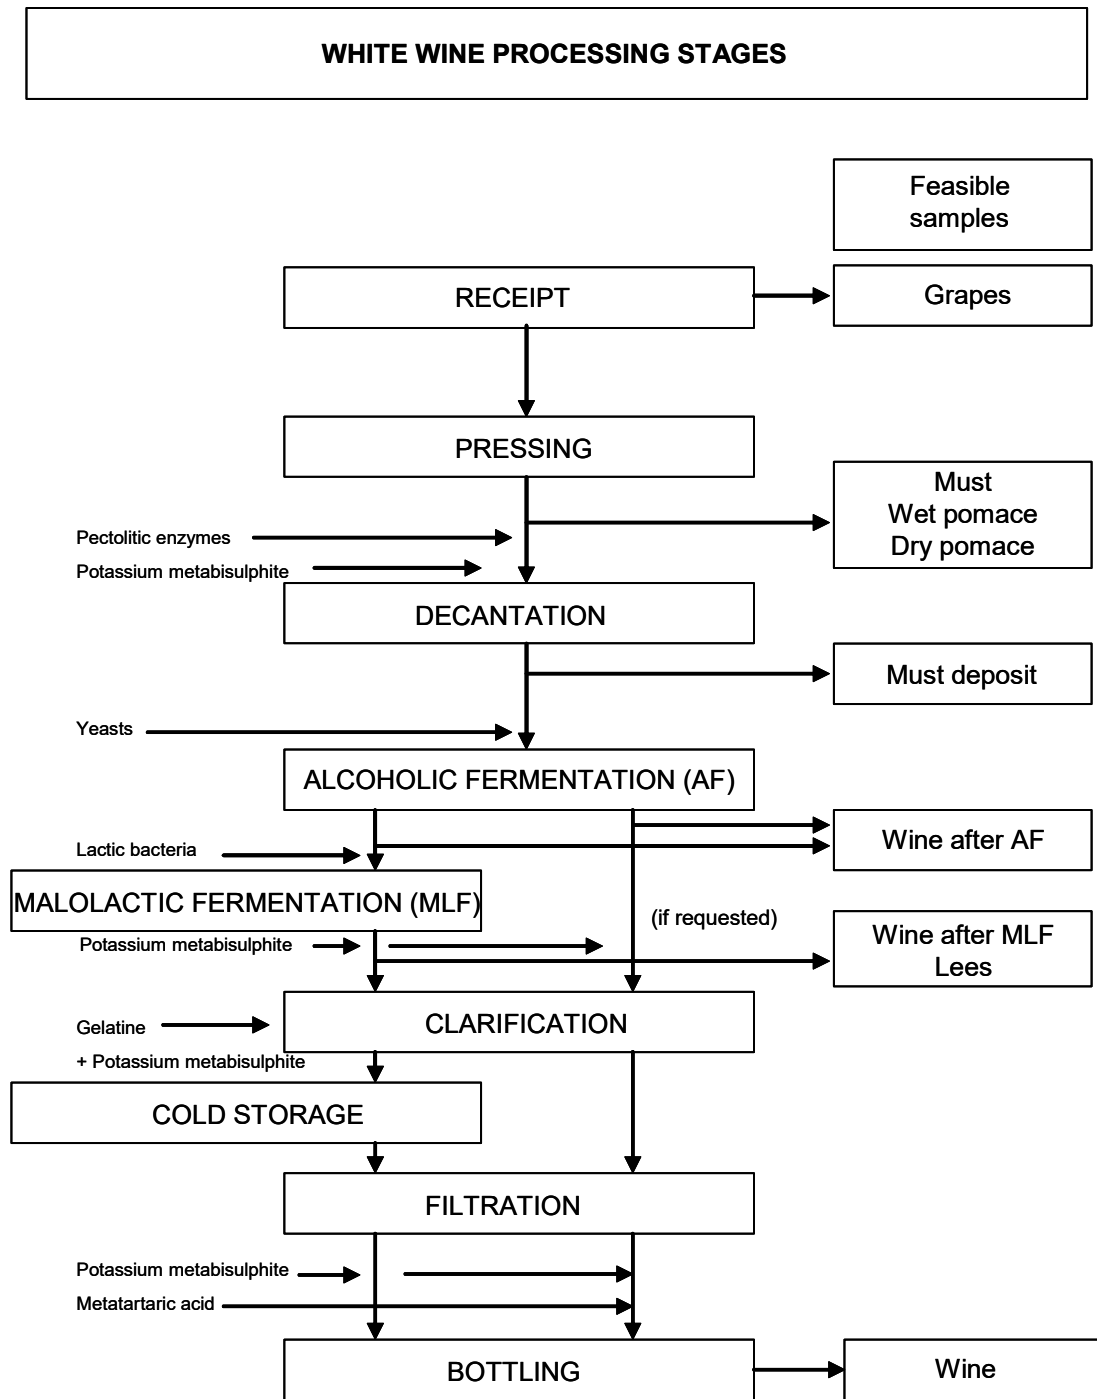 WHITE WINE PROCESSING STAGES
Feasible
samples
RECEIPT
Grapes
PRESSING
Must
Wet pomace
Dry pomace
Pectolitic enzymes
Potassium metabisulphite
DECANTATION
Must deposit
Yeasts
ALCOHOLIC FERMENTATION (AF)
Wine after AF
Lactic bacteria
MALOLACTIC FERMENTATION (MLF)
(if requested)
Wine after MLF
Lees
Potassium metabisulphite
CLARIFICATION
Gelatine
+ Potassium metabisulphite
COLD STORAGE
FILTRATION
Potassium metabisulphite
Metatartaric acid
BOTTLING
Wine